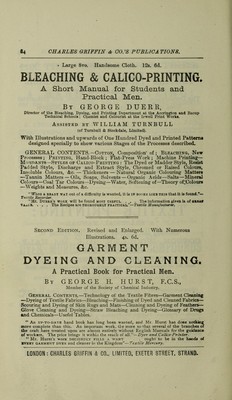 64 CHARLES GRIFFIN & CO.'S PUBLICATIONS.
Large 8vo. Handsome Cloth. 12s. 6d.
BLEACHING & CALICO-PRINTING.
A Short Manual for Students and
Practical Men.
BY GEORGE DUERR,
Director of the Bleaching, Dyeing, and Printing Department at the Accrington and Bacup
Technical Schools; Chemist and Colourist at the Irwell Print Works.
ASSISTED BY WILLIAM TURNBULL
(of Turnbull & Stockdale, Limited).
With Illustrations and upwards of One Hundred Dyed and Printed Patterns
designed specially to show various Stages of the Processes described.
GENERAL CONTENTS.—COTTON, Composition of; BLEACHING, New
Processes; PRINTING, Hand-Block; Flat-Press Work; Machine Printing—
MORDANTS—STYLES OF CALICO-PRINTING: The Dyed or Madder Style, Resist
Padded Style, Discharge and Extract Style, Chromed or Raised Colours,
Insoluble Colours, &c.—Thickeners—Natural Organic Colouring Matters
—Tannin Matters—Oils, Soaps, Solvents—Organic Acids—Salts—Mineral
Colours—Coal Tar Colours—Dyeing—Water, Softening of—Theory of Colours
—Weights and Measures, &c.
"When a READY WAY out of a difficulty is wanted, it is IN BOOKS LIKE THIS that it is found."—
Textile Recorder.
"MR. DUERR'S WORK will be found MOST USEFUL. . . . The information given is of GREAT
VALUE. . . . The Recipes are THOROUGHLY PRACTICAL."—Textile Manufacturer.
SECOND EDITION. Revised and Enlarged. With Numerous
Illustrations. 4s. 6d.
GARMENT
DYEING AND CLEANING.
A Practical Book for Practical Men.
BY GEORGE H. HURST, F.C.S.,
Member of the Society of Chemical Industry.
GENERAL CONTENTS.—Technology of the Textile Fibres—Garment Cleaning
—Dyeing of Textile Fabrics—Bleaching—Finishing of Dyed and Cleaned Fabrics—
Scouring and Dyeing of Skin Rugs and Mats—Cleaning and Dyeing of Feathers—
Glove Cleaning and Dyeing—Straw Bleaching and Dyeing—Glossary of Drugs
and Chemicals—Useful Tables.
"AN UP-TO-DATE hand book has long been wanted, and Mr. Hurst has done nothing
more complete than this. An important work, the more so that several of the branches of
the craft here treated upon are almost entirely without English Manuals for the guidance
of workers. The price brings it within the reach of all."—Dyer and Calico-Printer.
"Mr. Hurst's WORK DECIDEDLY FILLS A WANT . . . ought to be in the hands of
EVERY GARMENT DYER and cleaner in the Kingdom"—Textile Mercury.
LONDON: CHARLES GRIFFIN & CO., LIMITED, EXETER STREET, STRAND.